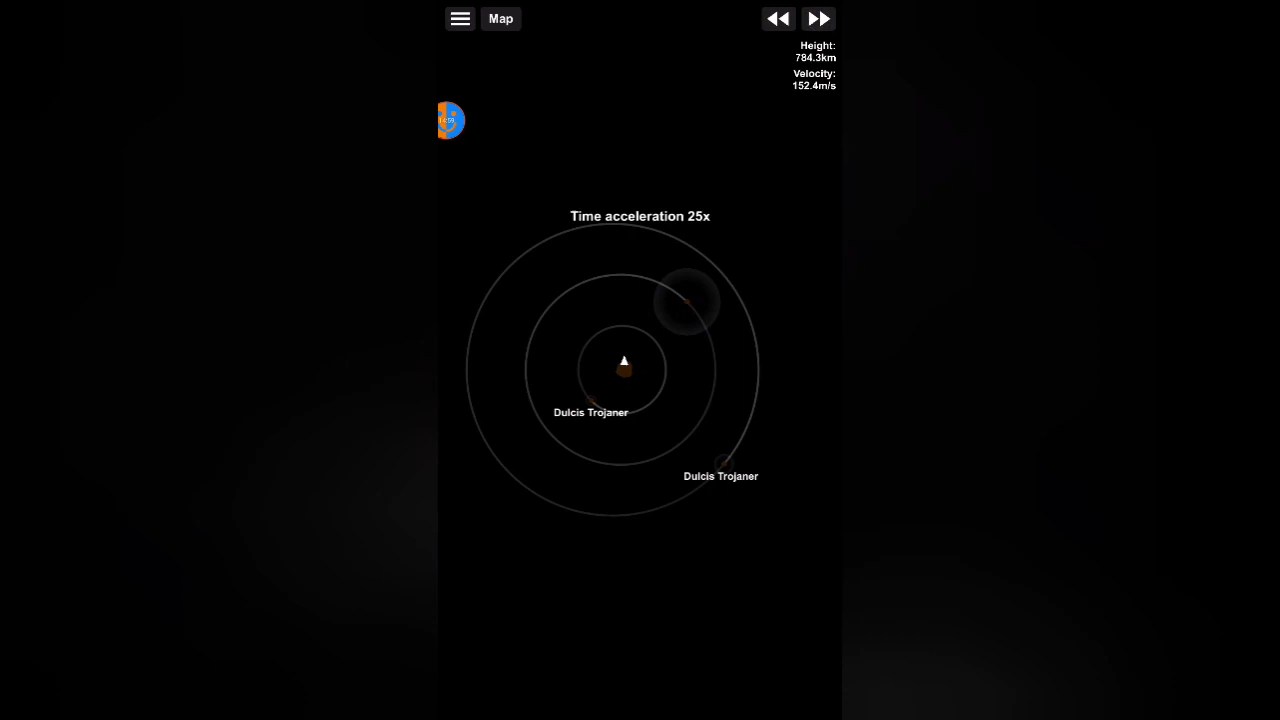 Map
Height:
784.3km
Velocity:
152.4m/s
Time acceleration 25x
Dulcis Trojaner
Dulcis Trojaner